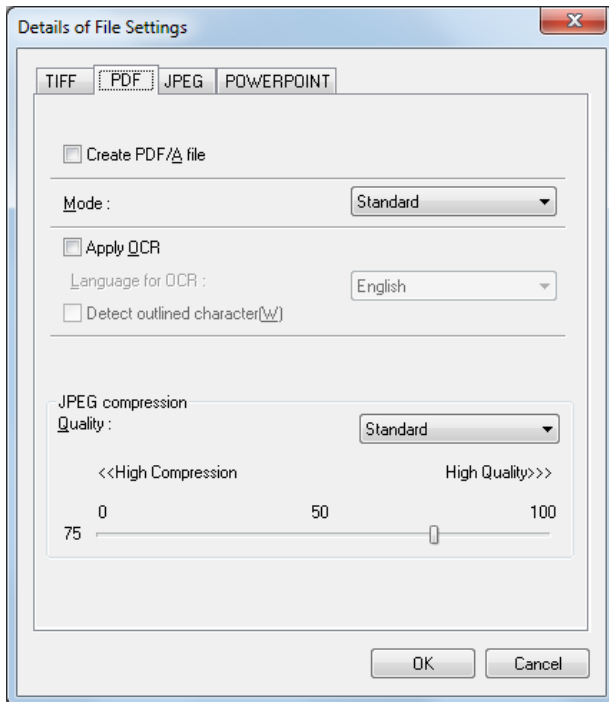 Details of File Settings
TIFF PDF JPEG POWERPOINT
Create PDF/A file
Mode : Standard
Apply OCR
Language for OCR : English
Detect outlined character(W)
JPEG compression
Quality : Standard
<<High Compression High Quality>>>
0 50 100
75
OK Cancel